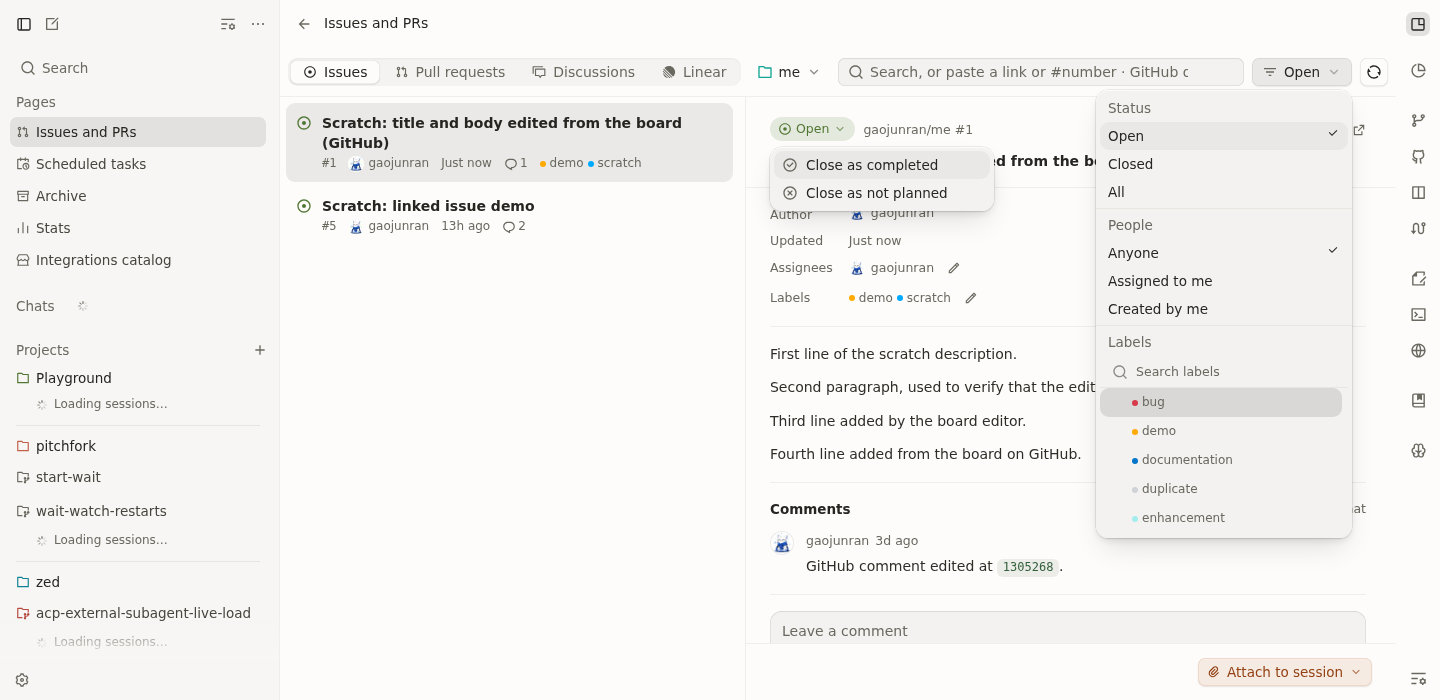 Search
Pages
Issues and PRs
Scheduled tasks
Archive
Stats
Integrations catalog
Chats
Projects
Playground
Loading sessions...
pitchfork
start-wait
wait-watch-restarts
Loading sessions...
zed
acp-external-subagent-live-load
Loading sessions...
Issues and PRs
Issues
Pull requests
Discussions
Linear
me
Search, or paste a link or #number · GitHub c
Open
Scratch: title and body edited from the board
(GitHub)
#1 gaojunran Just now 1 demo scratch
Scratch: linked issue demo
#5 gaojunran 13h ago 2
Open gaojunran/me #1
ed from the
Close as completed
Close as not planned
Author gaojunran
Updated Just now
Assignees gaojunran
Labels demo scratch
First line of the scratch description.
Second paragraph, used to verify that the edit
Third line added by the board editor.
Fourth line added from the board on GitHub.
Comments
gaojunran 3d ago
GitHub comment edited at 1305268.
Leave a comment
Attach to session
Status
Open
Closed
All
People
Anyone
Assigned to me
Created by me
Labels
Search labels
bug
demo
documentation
duplicate
enhancement